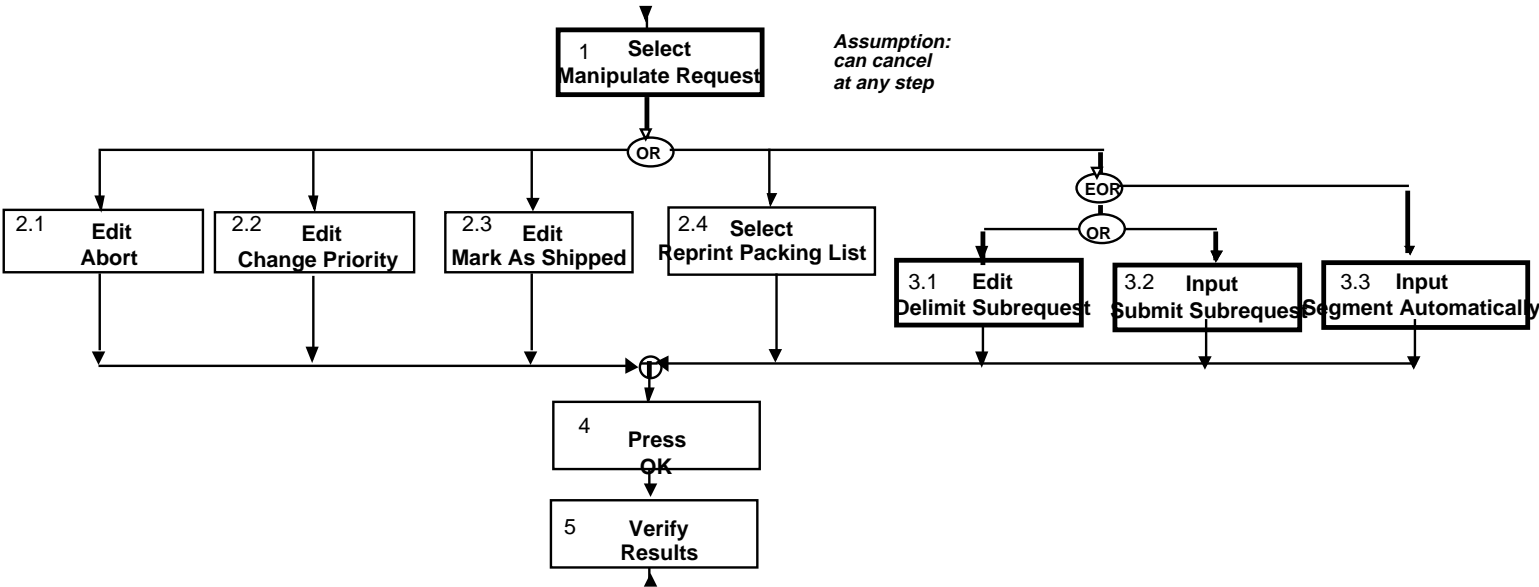 1 Select
Manipulate Request
Assumption:
can cancel
at any step
OR
EOR
OR
2.1 Edit
Abort
2.2 Edit
Change Priority
2.3 Edit
Mark As Shipped
2.4 Select
Reprint Packing List
3.1 Edit
Delimit Subrequest
3.2 Input
Submit Subrequest
3.3 Input
Segment Automatically
4 Press
OK
5 Verify
Results